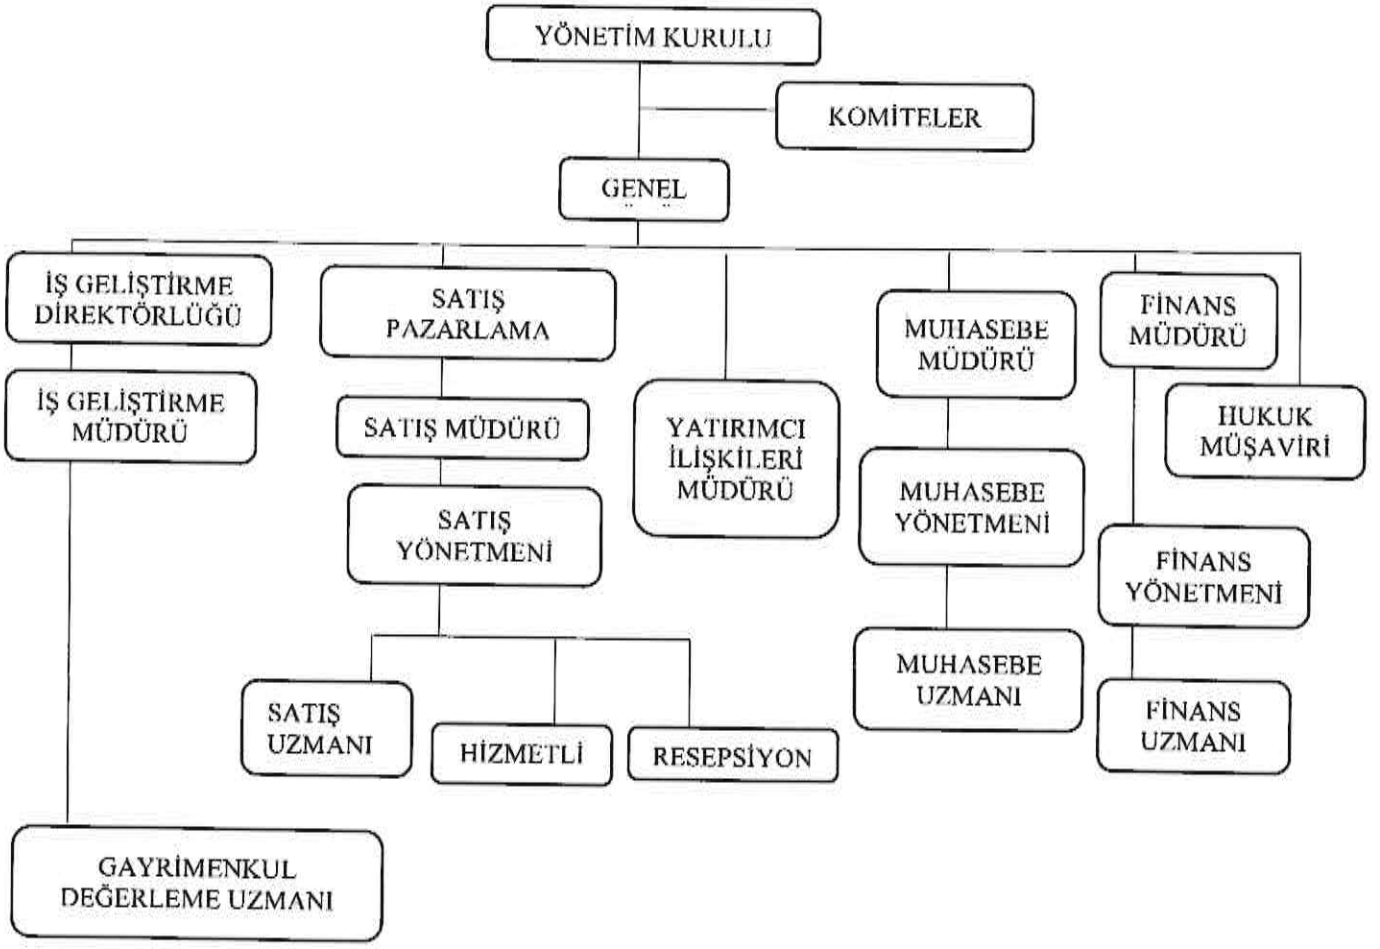 YÖNETİM KURULU
KOMİTELER
GENEL
İŞ GELİŞTİRME
DİREKTÖRLÜĞÜ
SATIŞ
PAZARLAMA
MUHASEBE
MÜDÜRÜ
FİNANS
MÜDÜRÜ
İŞ GELİŞTİRME
MÜDÜRÜ
SATIŞ MÜDÜRÜ
YATIRIMCI
İLİŞKİLERİ
MÜDÜRÜ
HUKUK
MÜŞAVİRİ
SATIŞ
YÖNETMENİ
MUHASEBE
YÖNETMENİ
FİNANS
YÖNETMENİ
SATIŞ
UZMANI
HİZMETLİ
RESEPSİYON
MUHASEBE
UZMANI
FİNANS
UZMANI
GAYRİMENKUL
DEĞERLEME UZMANI